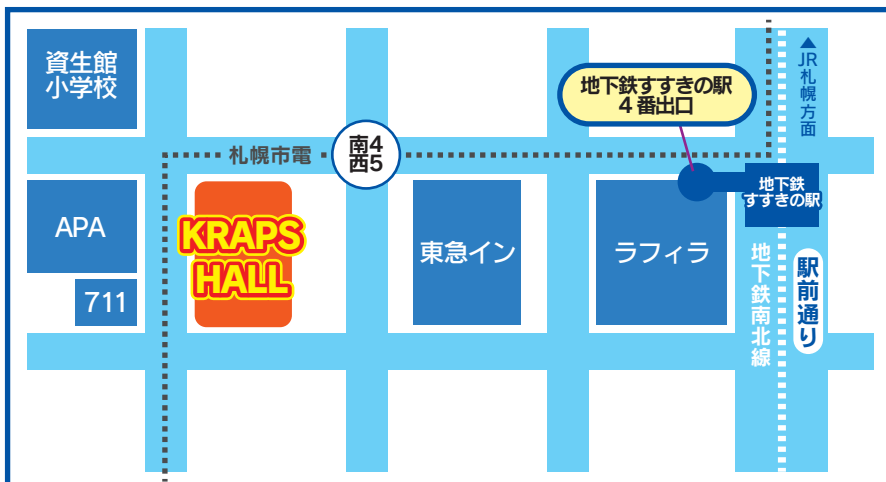 資生館
小学校
地下鉄すすきの駅
4番出口
▲JR札幌方面
札幌市電
南4
西5
APA
KRAPS
HALL
東急イン
ラフィラ
地下鉄
すすきの駅
711
地下鉄南北線
駅前通り